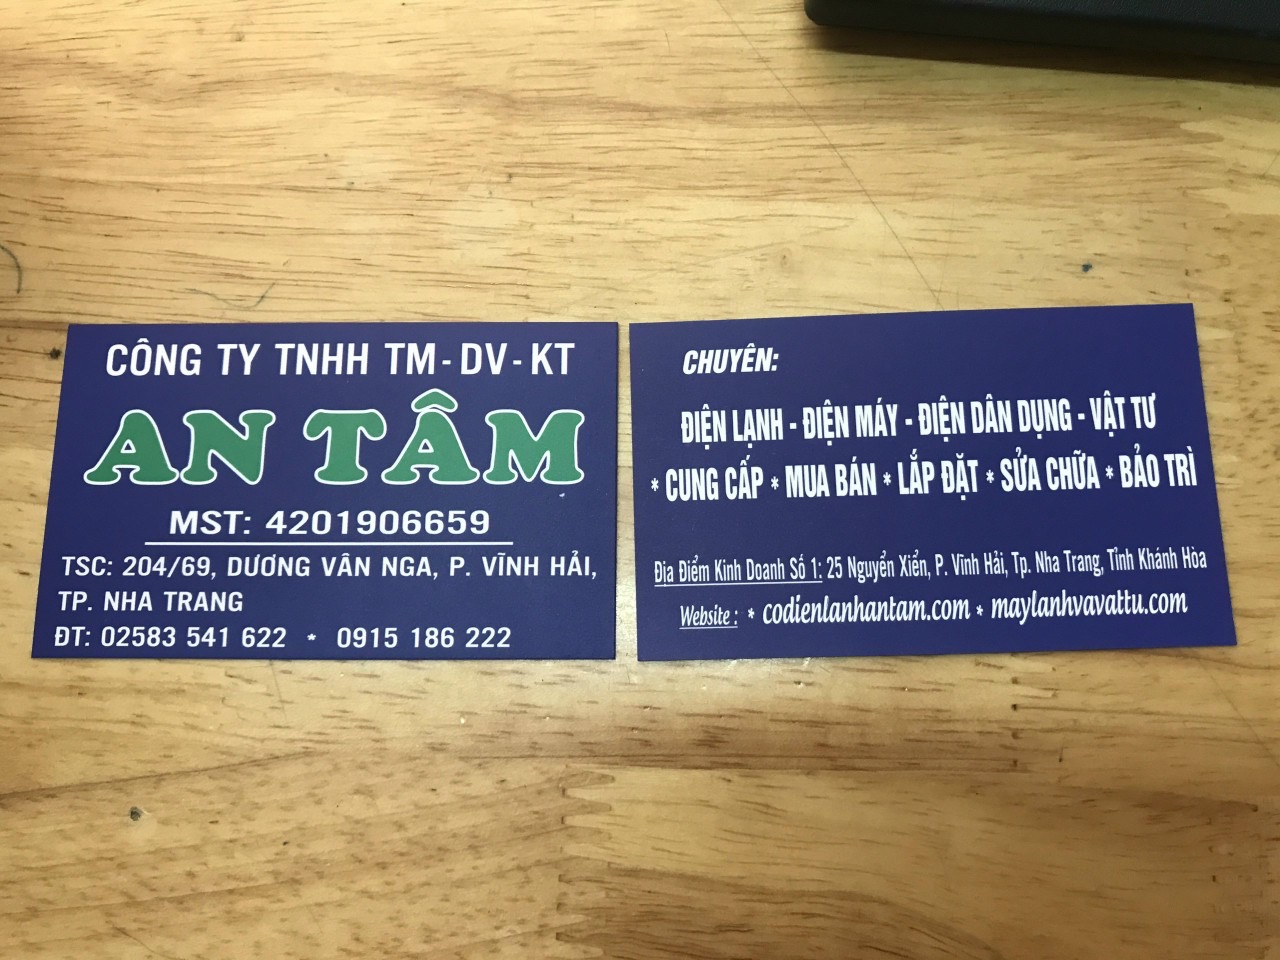 CÔNG TY TNHH TM - DV - KT
AN TÂM
MST: 4201906659
TSC: 204/69, DƯƠNG VÂN NGA, P. VĨNH HẢI,
TP. NHA TRANG
ĐT: 02583 541 622 * 0915 186 222
CHUYÊN:
ĐIỆN LẠNH - ĐIỆN MÁY - ĐIỆN DÂN DỤNG - VẬT TƯ
* CUNG CẤP * MUA BÁN * LẮP ĐẶT * SỬA CHỮA * BẢO TRÌ
Địa Điểm Kinh Doanh Số 1: 25 Nguyễn Xiển, P. Vĩnh Hải, Tp. Nha Trang, Tỉnh Khánh Hòa
Website : * codienlanhantam.com * maylanhvavattu.com